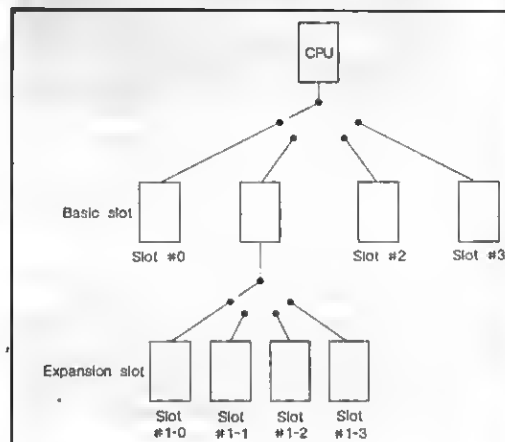 CPU
Basic slot
Slot #0
Slot #2
Slot #3
Expansion slot
Slot
#1-0
Slot
#1-1
Slot
#1-2
Slot
#1-3